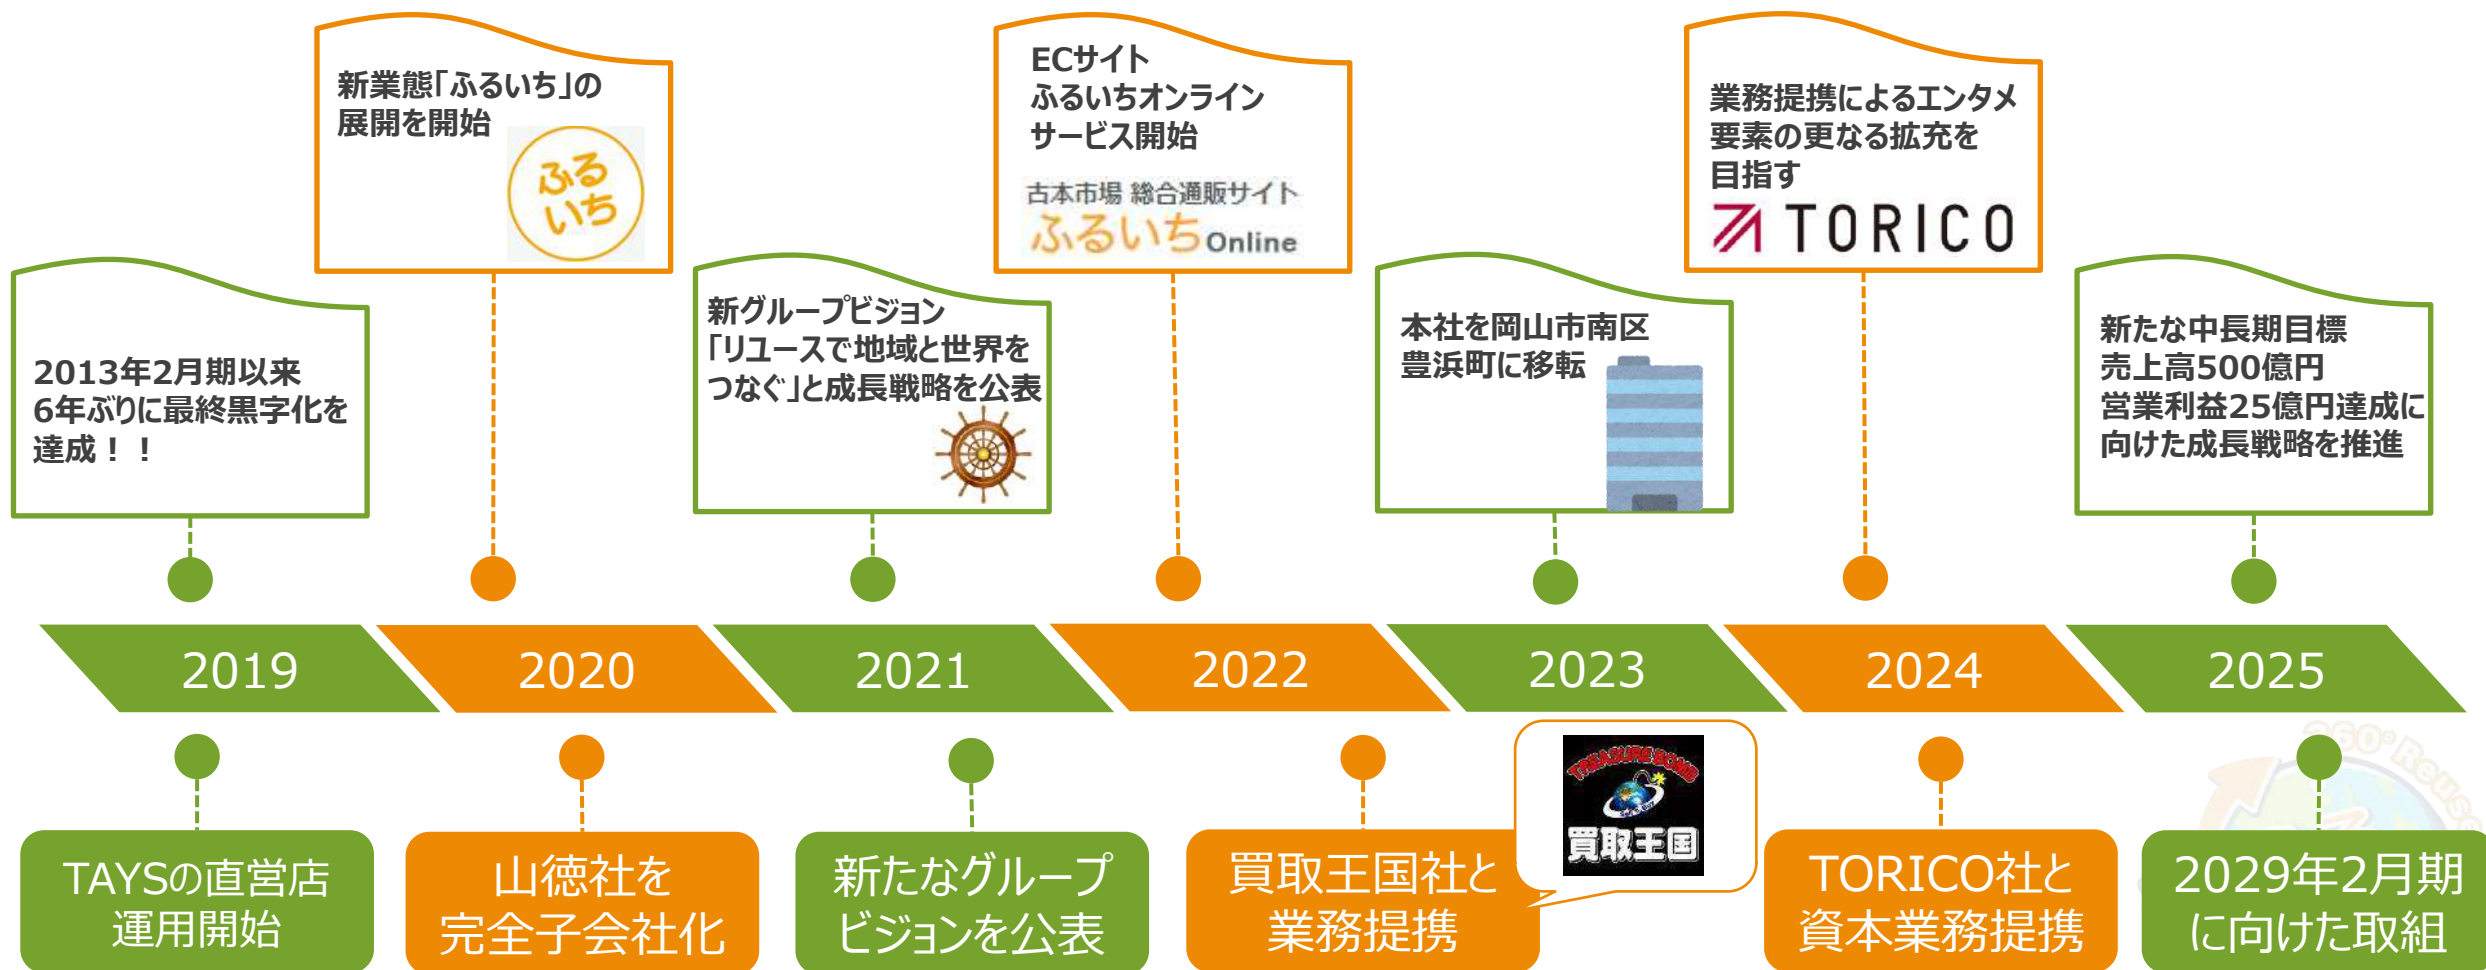 新業態「ふるいち」の
展開を開始
ふる
いち
ECサイト
ふるいちオンライン
サービス開始
古本市場 総合通販サイト
ふるいちOnline
業務提携によるエンタメ
要素の更なる拡充を
目指す
TORICO
2013年2月期以来
6年ぶりに最終黒字化を
達成！！
新グループビジョン
「リユースで地域と世界を
つなぐ」と成長戦略を公表
本社を岡山市南区
豊浜町に移転
新たな中長期目標
売上高500億円
営業利益25億円達成に
向けた成長戦略を推進
2019
2020
2021
2022
2023
2024
2025
TREASURE BOMB
買取王国
360° Reuse
TAYSの直営店
運用開始
山徳社を
完全子会社化
新たなグループ
ビジョンを公表
買取王国社と
業務提携
TORICO社と
資本業務提携
2029年2月期
に向けた取組